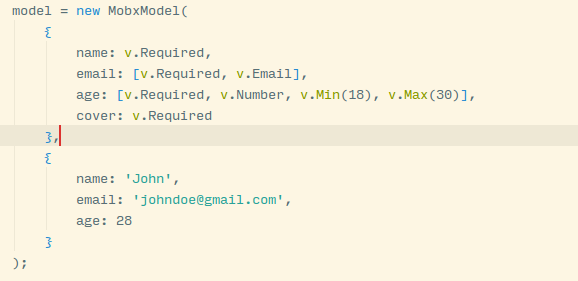 model = new MobxModel(
    {
        name: v.Required,
        email: [v.Required, v.Email],
        age: [v.Required, v.Number, v.Min(18), v.Max(30)],
        cover: v.Required
    },
    {
        name: 'John',
        email: 'johndoe@gmail.com',
        age: 28
    }
);